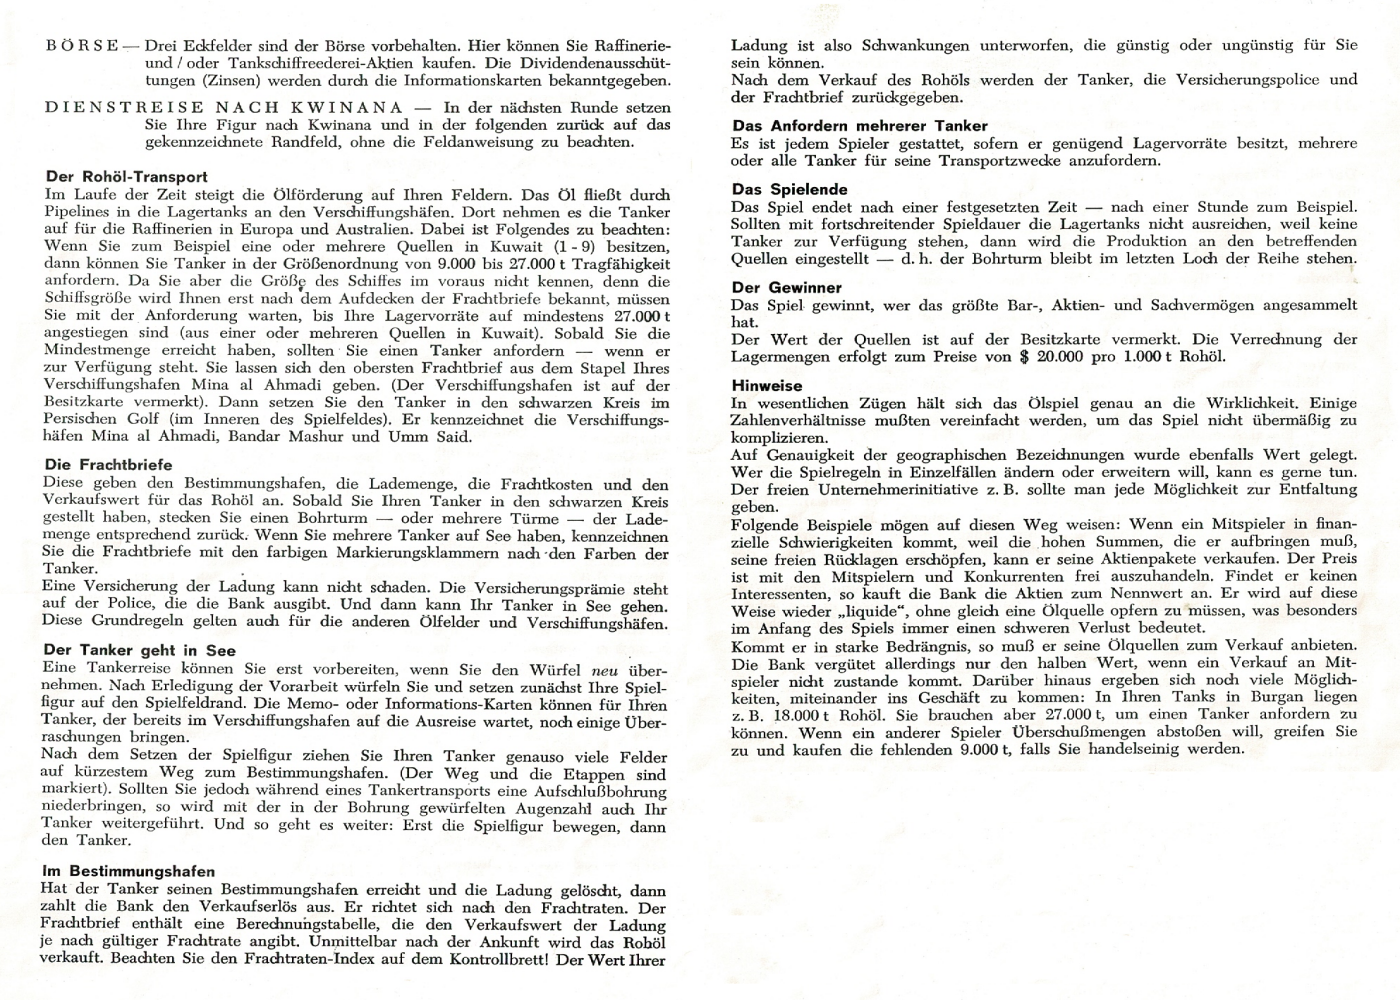 BÖRSE — Drei Eckfelder sind der Börse vorbehalten. Hier können Sie Raffinerie-
und / oder Tankschiffreederei-Aktien kaufen. Die Dividendenausschüt-
tungen (Zinsen) werden durch die Informationskarten bekanntgegeben.
DIENSTREISE NACH KWINANA — In der nächsten Runde setzen
Sie Ihre Figur nach Kwinana und in der folgenden zurück auf das
gekennzeichnete Randfeld, ohne die Feldanweisung zu beachten.
Der Rohöl-Transport
Im Laufe der Zeit steigt die Ölförderung auf Ihren Feldern. Das Öl fließt durch
Pipelines in die Lagertanks an den Verschiffungshäfen. Dort nehmen es die Tanker
auf für die Raffinerien in Europa und Australien. Dabei ist Folgendes zu beachten:
Wenn Sie zum Beispiel eine oder mehrere Quellen in Kuwait (1 - 9) besitzen,
dann können Sie Tanker in der Größenordnung von 9.000 bis 27.000 t Tragfähigkeit
anfordern. Da Sie aber die Größe des Schiffes im voraus nicht kennen, denn die
Schiffsgröße wird Ihnen erst nach dem Aufdecken der Frachtbriefe bekannt, müssen
Sie mit der Anforderung warten, bis Ihre Lagervorräte auf mindestens 27.000 t
angestiegen sind (aus einer oder mehreren Quellen in Kuwait). Sobald Sie die
Mindestmenge erreicht haben, sollten Sie einen Tanker anfordern — wenn er
zur Verfügung steht. Sie lassen sich den obersten Frachtbrief aus dem Stapel Ihres
Verschiffungshafen Mina al Ahmadi geben. (Der Verschiffungshafen ist auf der
Besitzkarte vermerkt). Dann setzen Sie den Tanker in den schwarzen Kreis im
Persischen Golf (im Inneren des Spielfeldes). Er kennzeichnet die Verschiffungs-
häfen Mina al Ahmadi, Bandar Mashur und Umm Said.
Die Frachtbriefe
Diese geben den Bestimmungshafen, die Lademenge, die Frachtkosten und den
Verkaufswert für das Rohöl an. Sobald Sie Ihren Tanker in den schwarzen Kreis
gestellt haben, stecken Sie einen Bohrturm — oder mehrere Türme — der Lade-
menge entsprechend zurück. Wenn Sie mehrere Tanker auf See haben, kennzeichnen
Sie die Frachtbriefe mit den farbigen Markierungsklammern nach den Farben der
Tanker.
Eine Versicherung der Ladung kann nicht schaden. Die Versicherungsprämie steht
auf der Police, die die Bank ausgibt. Und dann kann Ihr Tanker in See gehen.
Diese Grundregeln gelten auch für die anderen Ölfelder und Verschiffungshäfen.
Der Tanker geht in See
Eine Tankerreise können Sie erst vorbereiten, wenn Sie den Würfel neu über-
nehmen. Nach Erledigung der Vorarbeit würfeln Sie und setzen zunächst Ihre Spiel-
figur auf den Spielfeldrand. Die Memo- oder Informations-Karten können für Ihren
Tanker, der bereits im Verschiffungshafen auf die Ausreise wartet, noch einige Über-
raschungen bringen.
Nach dem Setzen der Spielfigur ziehen Sie Ihren Tanker genauso viele Felder
auf kürzestem Weg zum Bestimmungshafen. (Der Weg und die Etappen sind
markiert). Sollten Sie jedoch während eines Tankertransports eine Aufschlußbohrung
niederbringen, so wird mit der in der Bohrung gewürfelten Augenzahl auch Ihr
Tanker weitergeführt. Und so geht es weiter: Erst die Spielfigur bewegen, dann
den Tanker.
Im Bestimmungshafen
Hat der Tanker seinen Bestimmungshafen erreicht und die Ladung gelöscht, dann
zahlt die Bank den Verkaufserlös aus. Er richtet sich nach den Frachtraten. Der
Frachtbrief enthält eine Berechnungstabelle, die den Verkaufswert der Ladung
je nach gültiger Frachtrate angibt. Unmittelbar nach der Ankunft wird das Rohöl
verkauft. Beachten Sie den Frachtraten-Index auf dem Kontrollbrett! Der Wert Ihrer
Ladung ist also Schwankungen unterworfen, die günstig oder ungünstig für Sie
sein können.
Nach dem Verkauf des Rohöls werden der Tanker, die Versicherungspolice und
der Frachtbrief zurückgegeben.
Das Anfordern mehrerer Tanker
Es ist jedem Spieler gestattet, sofern er genügend Lagervorräte besitzt, mehrere
oder alle Tanker für seine Transportzwecke anzufordern.
Das Spielende
Das Spiel endet nach einer festgesetzten Zeit — nach einer Stunde zum Beispiel.
Sollten mit fortschreitender Spieldauer die Lagertanks nicht ausreichen, weil keine
Tanker zur Verfügung stehen, dann wird die Produktion an den betreffenden
Quellen eingestellt — d. h. der Bohrturm bleibt im letzten Loch der Reihe stehen.
Der Gewinner
Das Spiel gewinnt, wer das größte Bar-, Aktien- und Sachvermögen angesammelt
hat.
Der Wert der Quellen ist auf der Besitzkarte vermerkt. Die Verrechnung der
Lagermengen erfolgt zum Preise von $ 20.000 pro 1.000 t Rohöl.
Hinweise
In wesentlichen Zügen hält sich das Ölspiel genau an die Wirklichkeit. Einige
Zahlenverhältnisse mußten vereinfacht werden, um das Spiel nicht übermäßig zu
komplizieren.
Auf Genauigkeit der geographischen Bezeichnungen wurde ebenfalls Wert gelegt.
Wer die Spielregeln in Einzelfällen ändern oder erweitern will, kann es gerne tun.
Der freien Unternehmerinitiative z. B. sollte man jede Möglichkeit zur Entfaltung
geben.
Folgende Beispiele mögen auf diesen Weg weisen: Wenn ein Mitspieler in finan-
zielle Schwierigkeiten kommt, weil die hohen Summen, die er aufbringen muß,
seine freien Rücklagen erschöpfen, kann er seine Aktienpakete verkaufen. Der Preis
ist mit den Mitspielern und Konkurrenten frei auszuhandeln. Findet er keinen
Interessenten, so kauft die Bank die Aktien zum Nennwert an. Er wird auf diese
Weise wieder „liquide“, ohne gleich eine Ölquelle opfern zu müssen, was besonders
im Anfang des Spiels immer einen schweren Verlust bedeutet.
Kommt er in starke Bedrängnis, so muß er seine Ölquellen zum Verkauf anbieten.
Die Bank vergütet allerdings nur den halben Wert, wenn ein Verkauf an Mit-
spieler nicht zustande kommt. Darüber hinaus ergeben sich noch viele Möglich-
keiten, miteinander ins Geschäft zu kommen: In Ihren Tanks in Burgan liegen
z. B. 18.000 t Rohöl. Sie brauchen aber 27.000 t, um einen Tanker anfordern zu
können. Wenn ein anderer Spieler Überschußmengen abstoßen will, greifen Sie
zu und kaufen die fehlenden 9.000 t, falls Sie handelseinig werden.